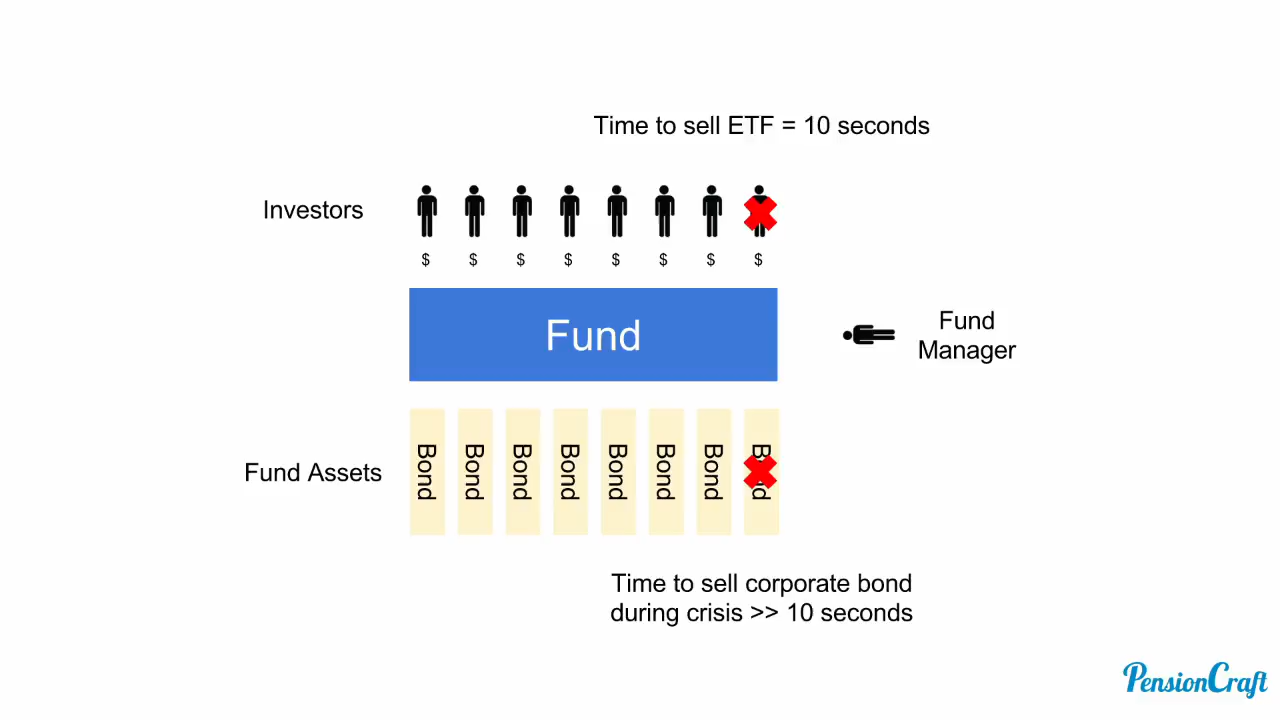 Time to sell ETF = 10 seconds
Investors
$ $ $ $ $ $ $ $
Fund
Fund
Manager
Fund Assets
Bond Bond Bond Bond Bond Bond Bond Bond
Time to sell corporate bond
during crisis >> 10 seconds
PensionCraft